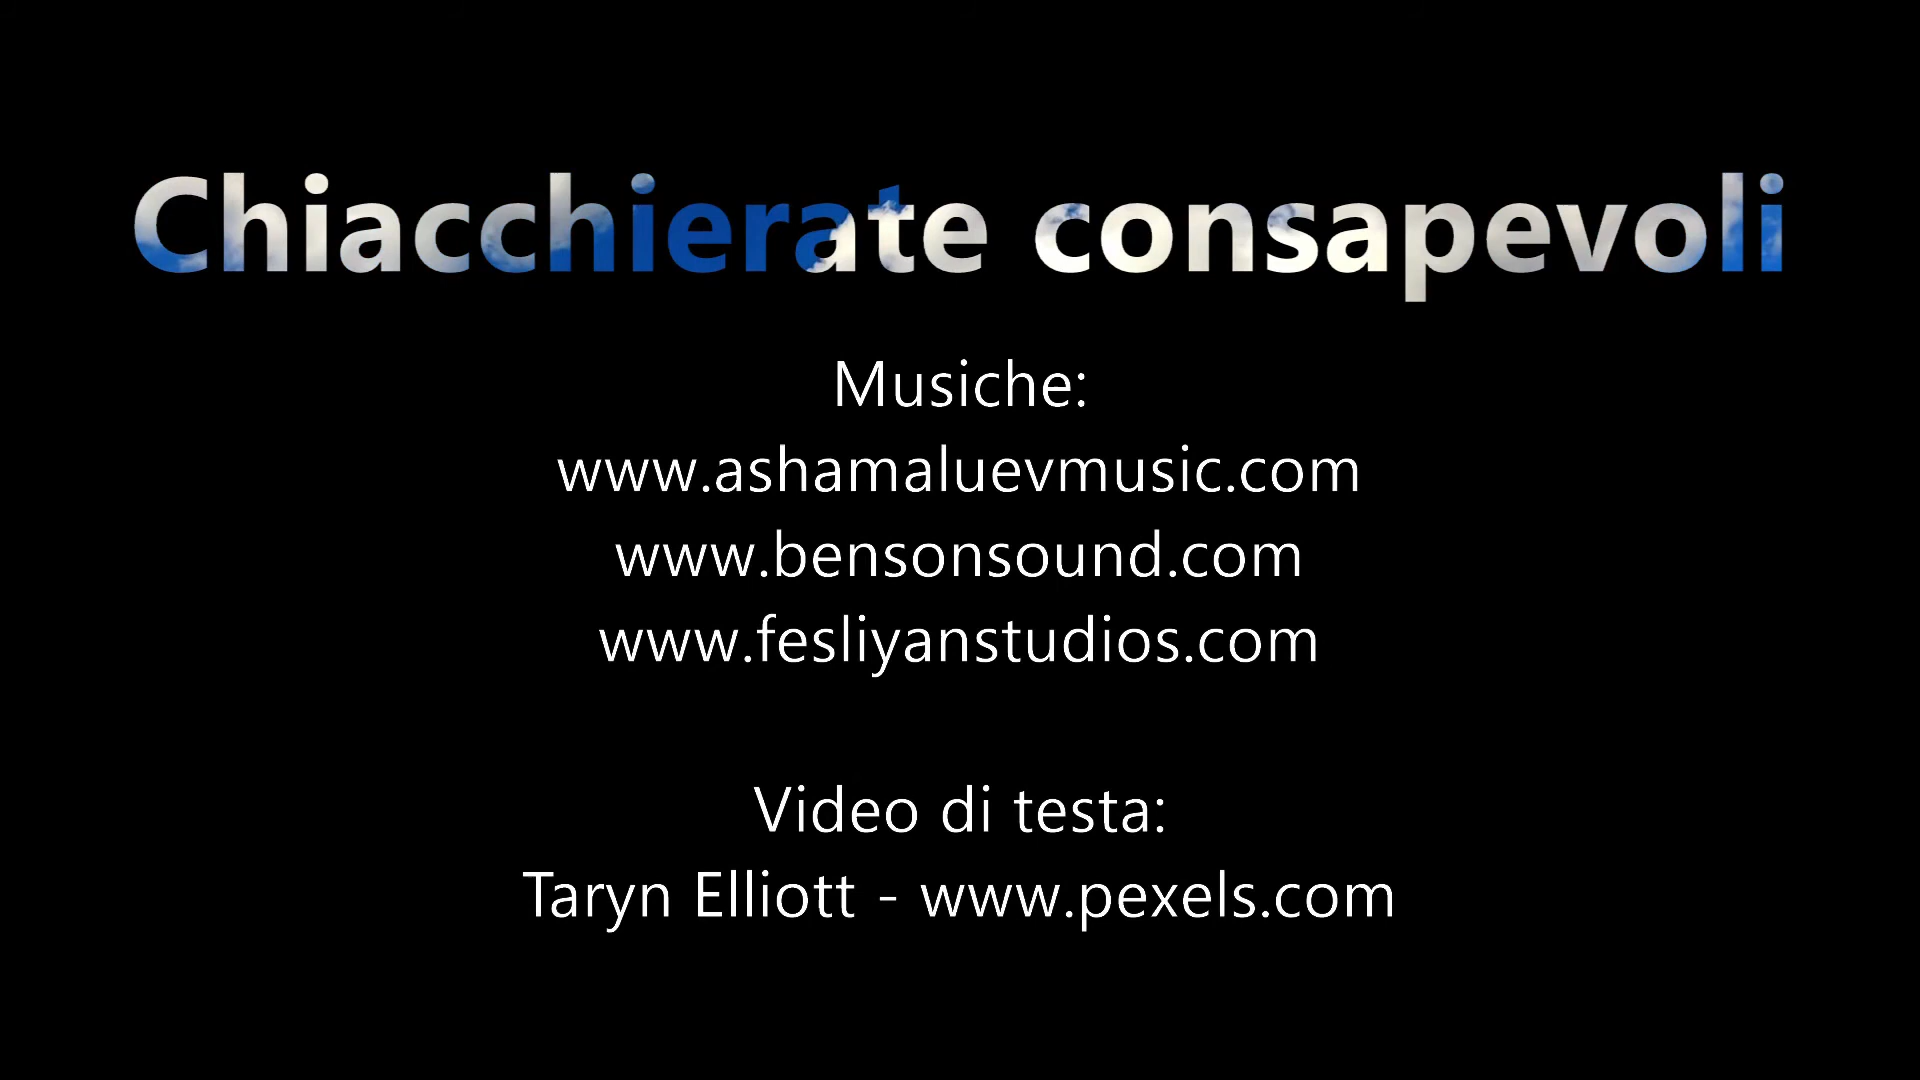 Chiacchierate consapevoli
Musiche:
www.ashamaluevmusic.com
www.bensonsound.com
www.fesliyanstudios.com
Video di testa:
Taryn Elliott - www.pexels.com